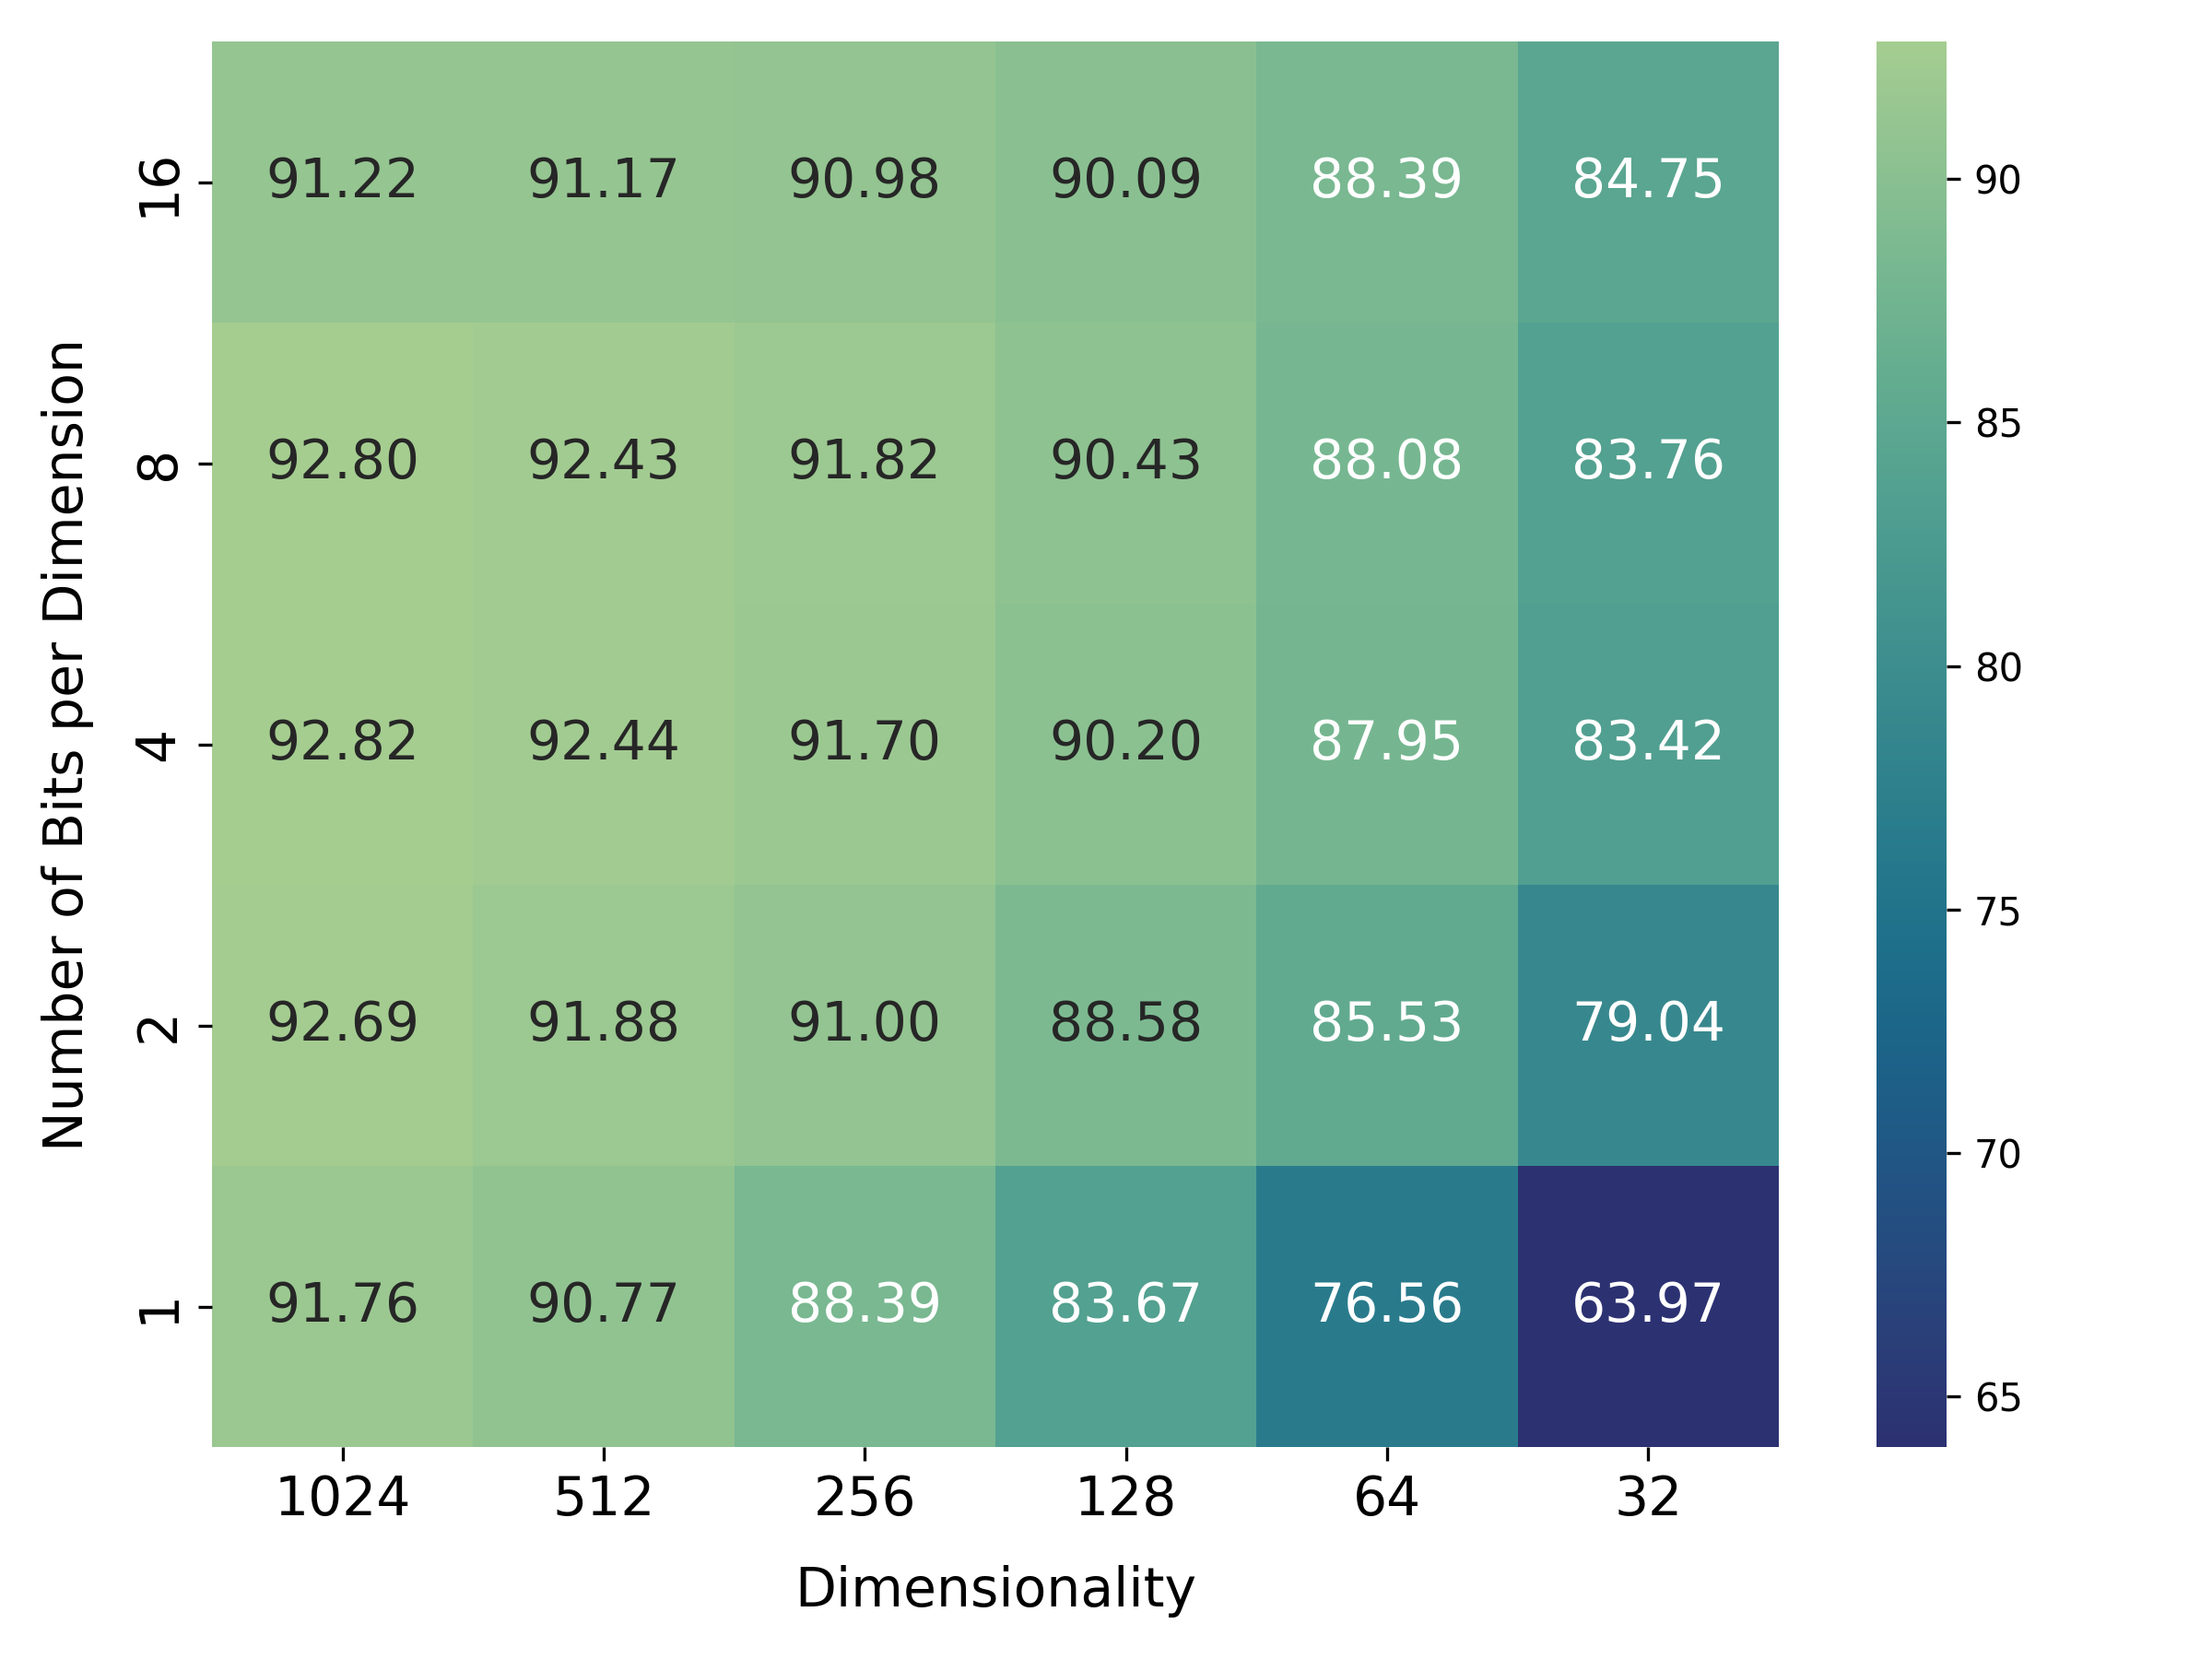 Number of Bits per Dimension
16 91.22 91.17 90.98 90.09 88.39 84.75
8 92.80 92.43 91.82 90.43 88.08 83.76
4 92.82 92.44 91.70 90.20 87.95 83.42
2 92.69 91.88 91.00 88.58 85.53 79.04
1 91.76 90.77 88.39 83.67 76.56 63.97
1024 512 256 128 64 32
Dimensionality
90
85
80
75
70
65